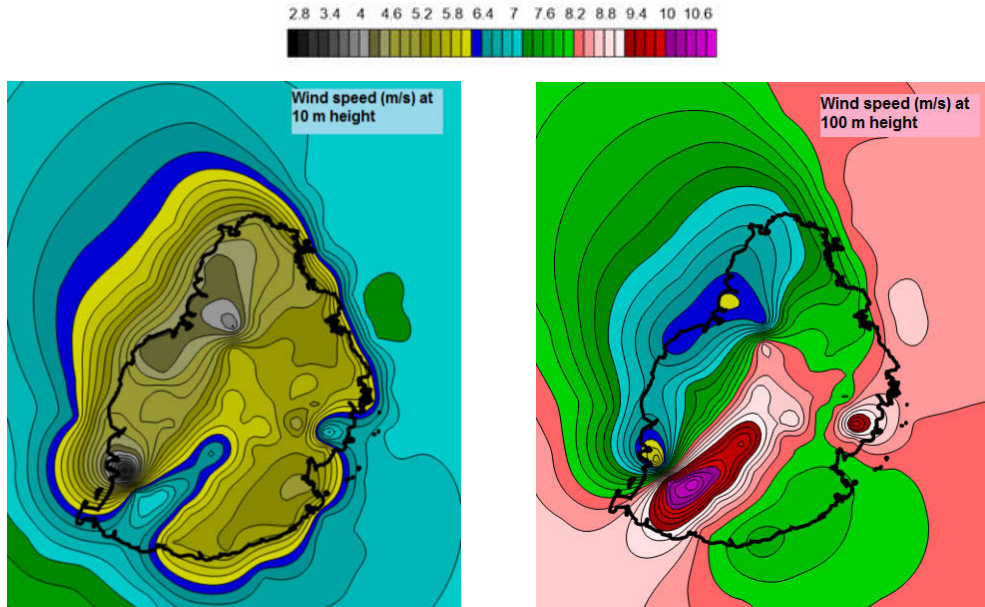 2.8 3.4 4 4.6 5.2 5.8 6.4 7 7.6 8.2 8.8 9.4 10 10.6
Wind speed (m/s) at
10 m height
Wind speed (m/s) at
100 m height